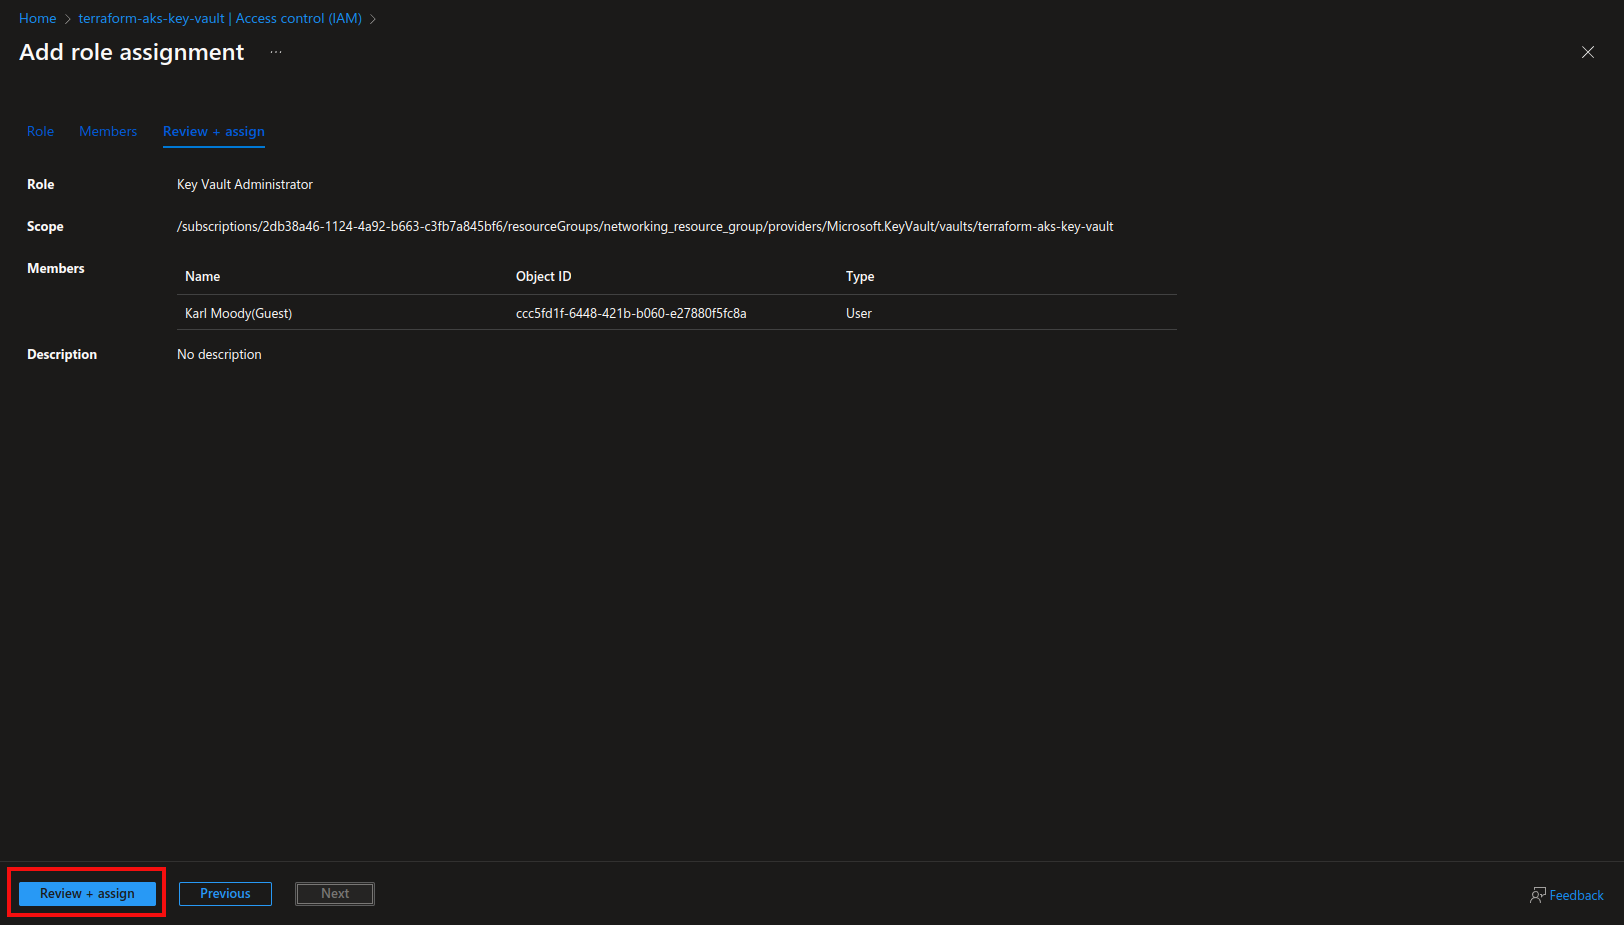 Home > terraform-aks-key-vault | Access control (IAM) >
Add role assignment ...
Role Members Review + assign
Role Key Vault Administrator
Scope /subscriptions/2db38a46-1124-4a92-b663-c3fb7a845bf6/resourceGroups/networking_resource_group/providers/Microsoft.KeyVault/vaults/terraform-aks-key-vault
Members Name Object ID Type
Karl Moody(Guest) ccc5fd1f-6448-421b-b060-e27880f5fc8a User
Description No description
Review + assign Previous Next Feedback